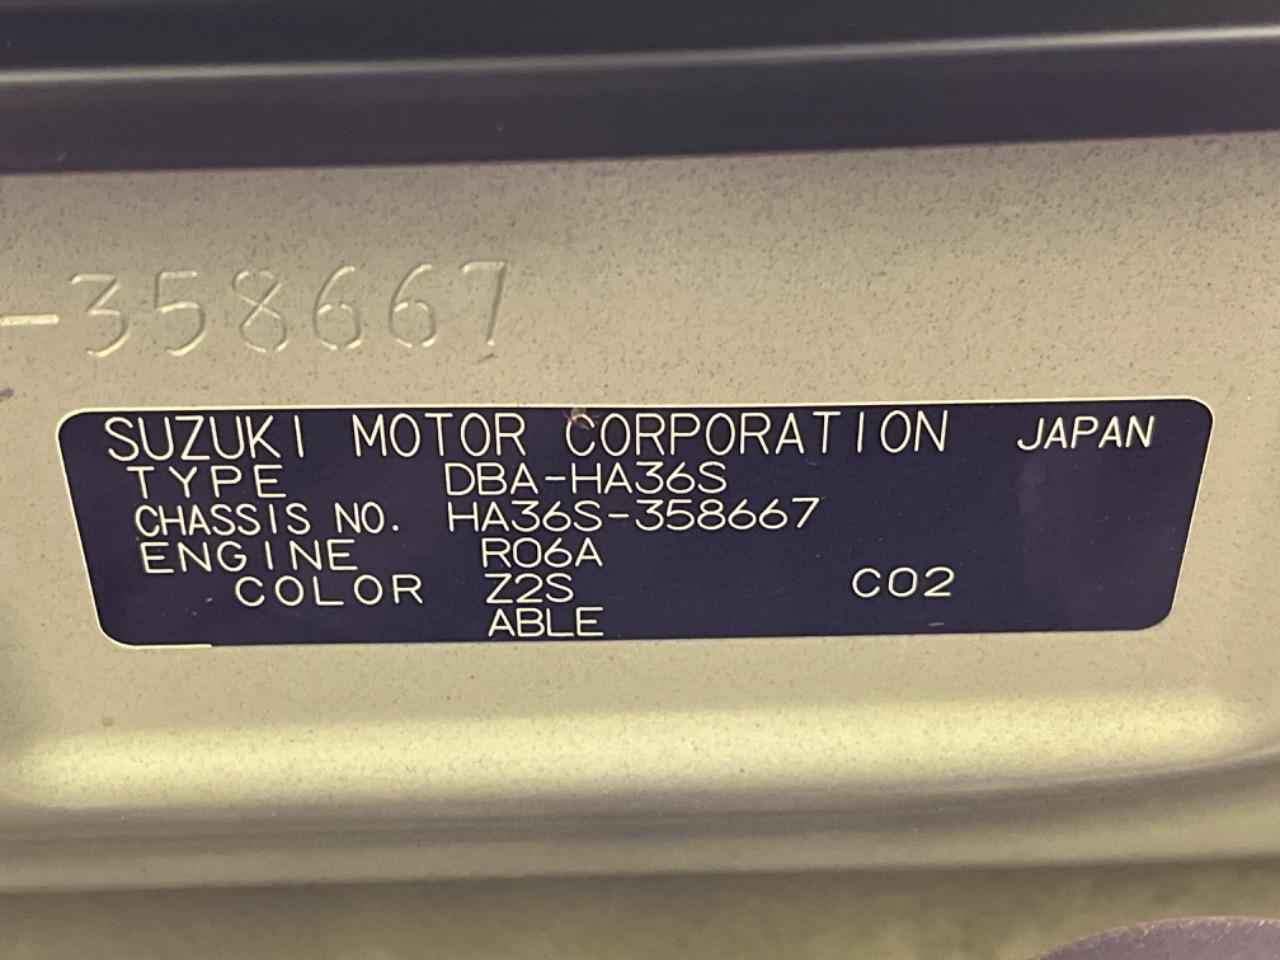 -358667
SUZUKI MOTOR CORPORATION JAPAN
TYPE DBA-HA36S
CHASSIS NO. HA36S-358667
ENGINE R06A
COLOR Z2S C02
ABLE